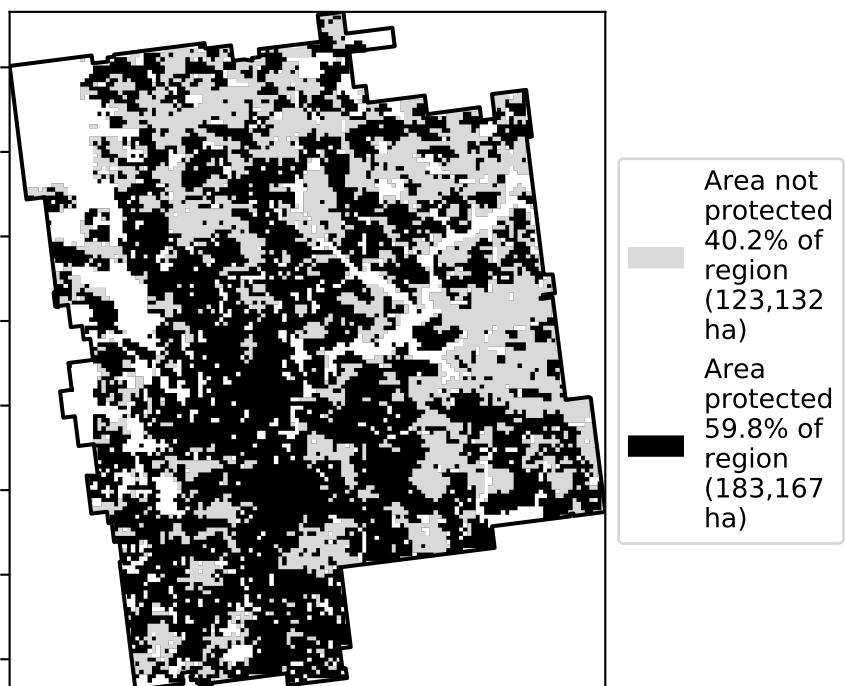 Area not
protected
40.2% of
region
(123,132
ha)
Area
protected
59.8% of
region
(183,167
ha)